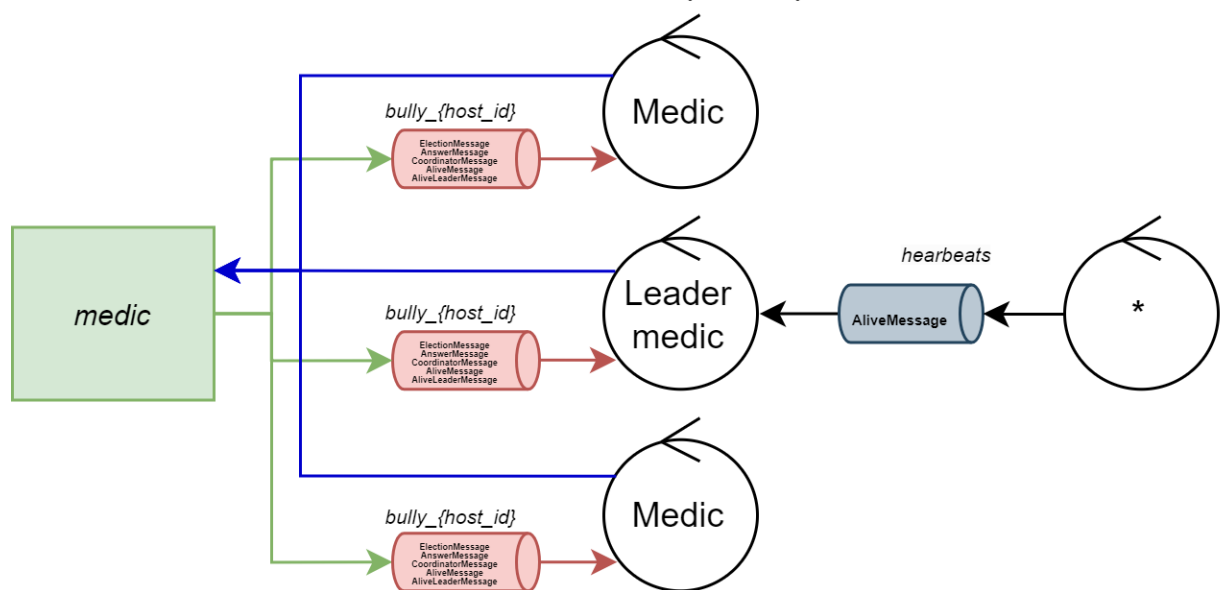 Medic
bully_{host_id}
ElectionMessage
AnswerMessage
CoordinatorMessage
AliveMessage
AliveLeaderMessage
medic
Leader
medic
hearbeats
AliveMessage
*
bully_{host_id}
ElectionMessage
AnswerMessage
CoordinatorMessage
AliveMessage
AliveLeaderMessage
Medic
bully_{host_id}
ElectionMessage
AnswerMessage
CoordinatorMessage
AliveMessage
AliveLeaderMessage